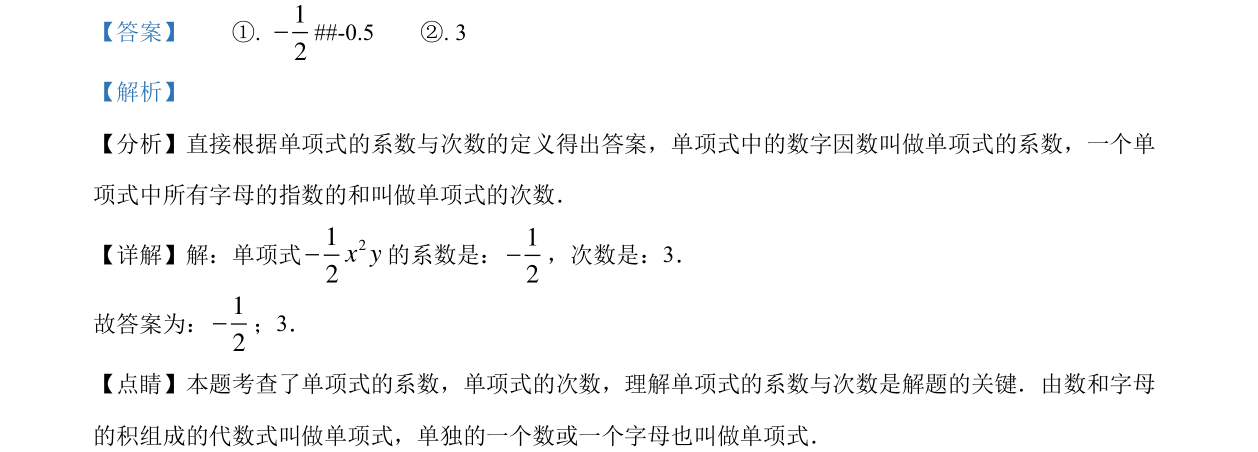 【答案】 ①. $-\frac{1}{2}$##-0.5 ②. 3
【解析】
【分析】直接根据单项式的系数与次数的定义得出答案，单项式中的数字因数叫做单项式的系数，一个单
项式中所有字母的指数的和叫做单项式的次数．
【详解】解：单项式$-\frac{1}{2}x^2y$的系数是：$-\frac{1}{2}$，次数是：3．
故答案为：$-\frac{1}{2}$；3．
【点睛】本题考查了单项式的系数，单项式的次数，理解单项式的系数与次数是解题的关键．由数和字母
的积组成的代数式叫做单项式，单独的一个数或一个字母也叫做单项式．